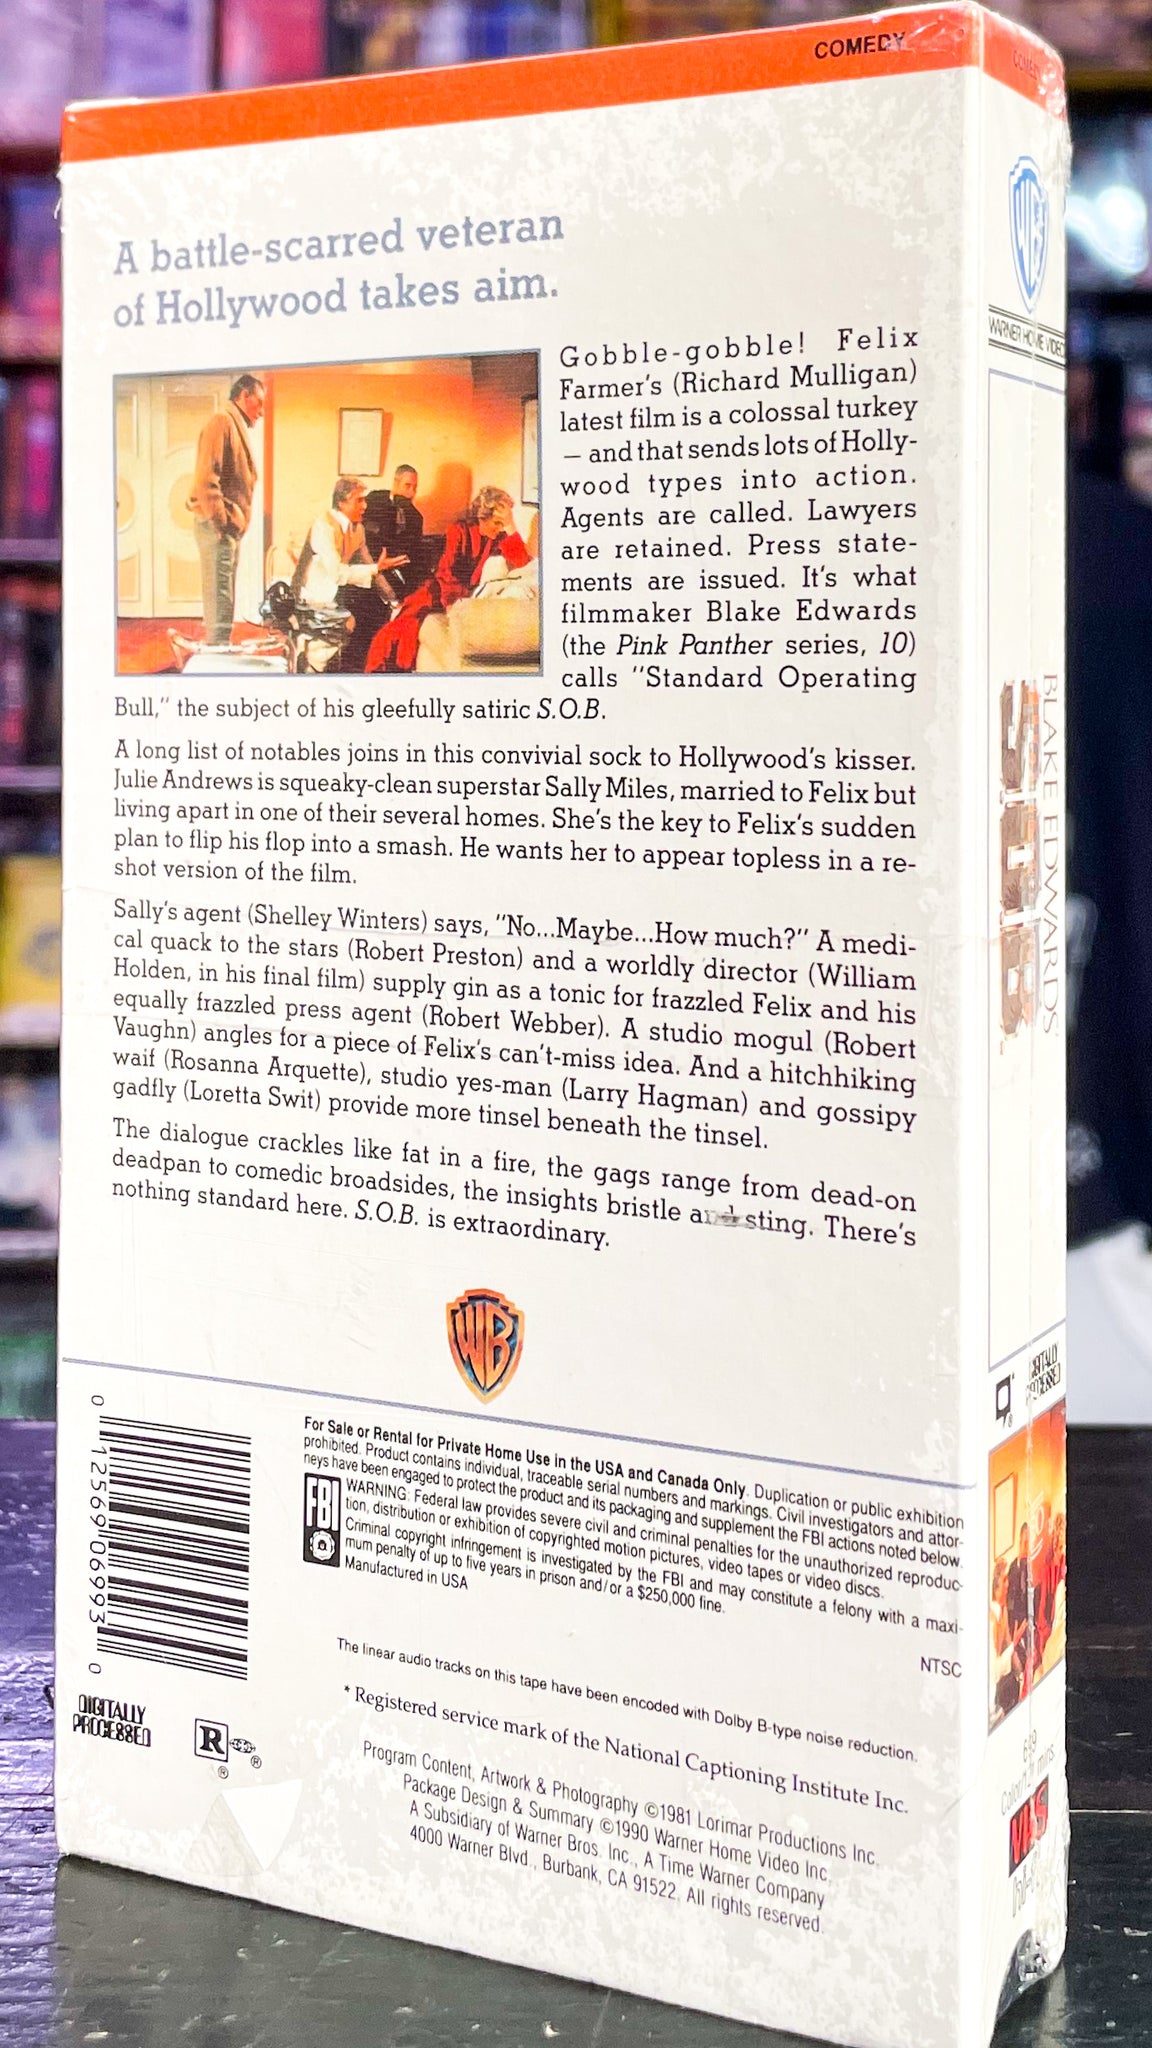 COMEDY
A battle-scarred veteran
of Hollywood takes aim.
Gobble-gobble! Felix
Farmer's (Richard Mulligan)
latest film is a colossal turkey
– and that sends lots of Holly-
wood types into action.
Agents are called. Lawyers
are retained. Press state-
ments are issued. It's what
filmmaker Blake Edwards
(the Pink Panther series, 10)
calls "Standard Operating
Bull," the subject of his gleefully satiric S.O.B.
A long list of notables joins in this convivial sock to Hollywood's kisser.
Julie Andrews is squeaky-clean superstar Sally Miles, married to Felix but
living apart in one of their several homes. She's the key to Felix's sudden
plan to flip his flop into a smash. He wants her to appear topless in a re-
shot version of the film.
Sally's agent (Shelley Winters) says, "No...Maybe...How much?" A medi-
cal quack to the stars (Robert Preston) and a worldly director (William
Holden, in his final film) supply gin as a tonic for frazzled Felix and his
equally frazzled press agent (Robert Webber). A studio mogul (Robert
Vaughn) angles for a piece of Felix's can't-miss idea. And a hitchhiking
waif (Rosanna Arquette), studio yes-man (Larry Hagman) and gossipy
gadfly (Loretta Swit) provide more tinsel beneath the tinsel.
The dialogue crackles like fat in a fire, the gags range from dead-on
deadpan to comedic broadsides, the insights bristle and sting. There's
nothing standard here. S.O.B. is extraordinary.
WB
0 12569 06993 0
DIGITALLY
PROCESSED
R
®
®
For Sale or Rental for Private Home Use in the USA and Canada Only. Duplication or public exhibition
prohibited. Product contains individual, traceable serial numbers and markings. Civil investigators and attor-
neys have been engaged to protect the product and its packaging and supplement the FBI actions noted below.
FBI
WARNING: Federal law provides severe civil and criminal penalties for the unauthorized reproduc-
tion, distribution or exhibition of copyrighted motion pictures, video tapes or video discs.
Criminal copyright infringement is investigated by the FBI and may constitute a felony with a maxi-
mum penalty of up to five years in prison and/or a $250,000 fine.
Manufactured in USA
NTSC
The linear audio tracks on this tape have been encoded with Dolby B-type noise reduction.
* Registered service mark of the National Captioning Institute Inc.
Program Content, Artwork & Photography ©1981 Lorimar Productions Inc.
Package Design & Summary ©1990 Warner Home Video Inc.
A Subsidiary of Warner Bros. Inc., A Time Warner Company
4000 Warner Blvd., Burbank, CA 91522. All rights reserved.
COMEDY
WB
WARNER HOME VIDEO
BLAKE EDWARDS'
S.O.B.
DIGITALLY
PROCESSED
VHS